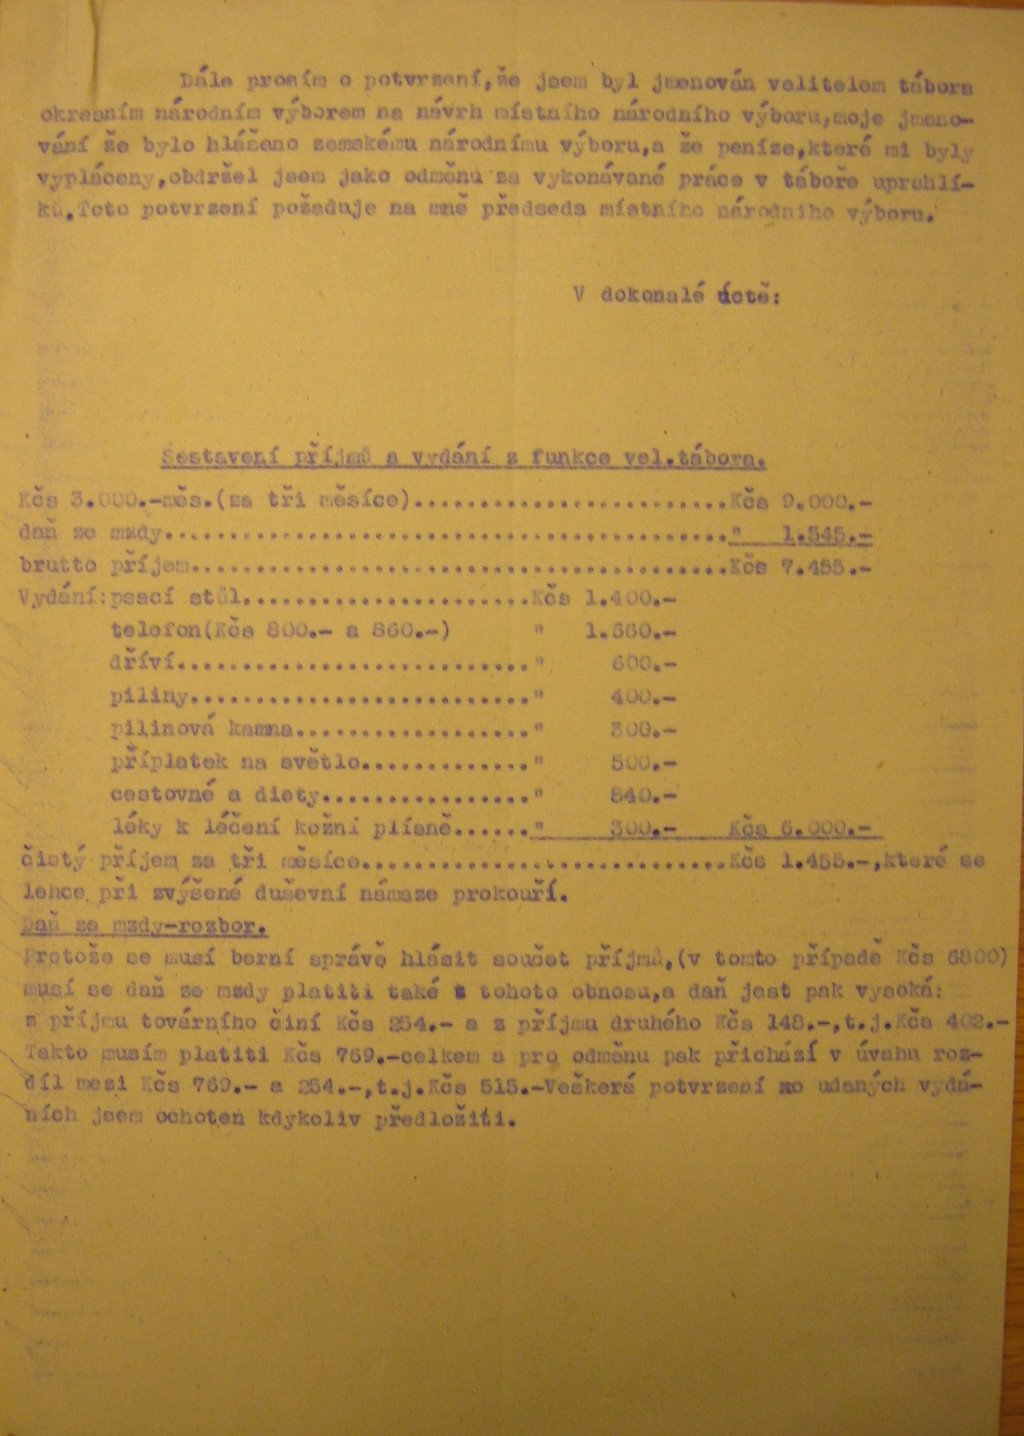 Dále prosím o potvrzení,že jsem byl jmenován velitelem tábora
okresním národním výborem na návrh místního národního výboru,moje jmeno-
vání že bylo hlášeno zemskému národnímu výboru,a že peníze,které mi byly
vypláceny,obdržel jsem jako odměnu za vykonávané práce v táboře uprchlí-
ků.Toto potvrzení požaduje na mně předseda místního národního výboru.
V dokonalé úctě:
Sestavení příjmů a vydání z funkce vel.tábora.
Kčs 3.000.-měs.(za tři měsíce)........................Kčs 9.000.-
daň ze mzdy..........................................." 1.545.-
brutto příjem.........................................Kčs 7.455.-
Vydání:psací stůl......................Kčs 1.400.-
telefon(Kčs 800.- a 860.-) " 1.660.-
dříví..........................." 600.-
piliny.........................." 400.-
pilinová kamna.................." 300.-
příplatek na světlo............." 500.-
cestovné a diety................" 840.-
léky k léčení kožní plísně......" 300.- Kčs 6.000.-
čistý příjem za tři měsíce............................Kčs 1.455.-,které se
lehce při zvýšené duševní námaze prokouří.
Daň ze mzdy-rozbor.
Protože se musí berní správě hlásit součet příjmů,(v tomto případě Kčs 6800)
musí se daň ze mzdy platiti také z tohoto obnosu,a daň jest pak vysoká:
z příjmu továrního činí Kčs 254.- a z příjmu druhého Kčs 148.-,t.j.Kčs 402.-
Takto musím platiti Kčs 769.-celkem a pro odměnu pak přichází v úvahu roz-
díl mezi Kčs 769.- a 254.-,t.j.Kčs 515.-Veškeré potvrzení o udaných vydá-
ních jsem ochoten kdykoliv předložiti.